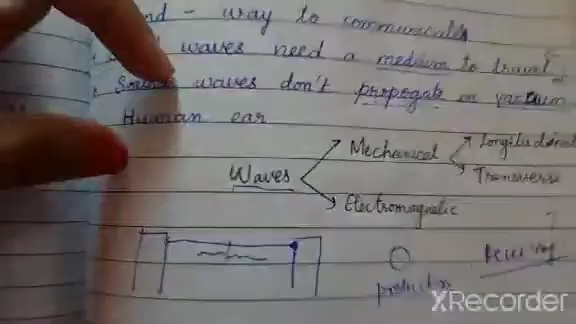 way to communicate
waves need a medium to travel
waves don't propogate in vacuum
Human ear
Mechanical
Longitudinal
Waves
Transverse
Electromagnetic
XRecorder